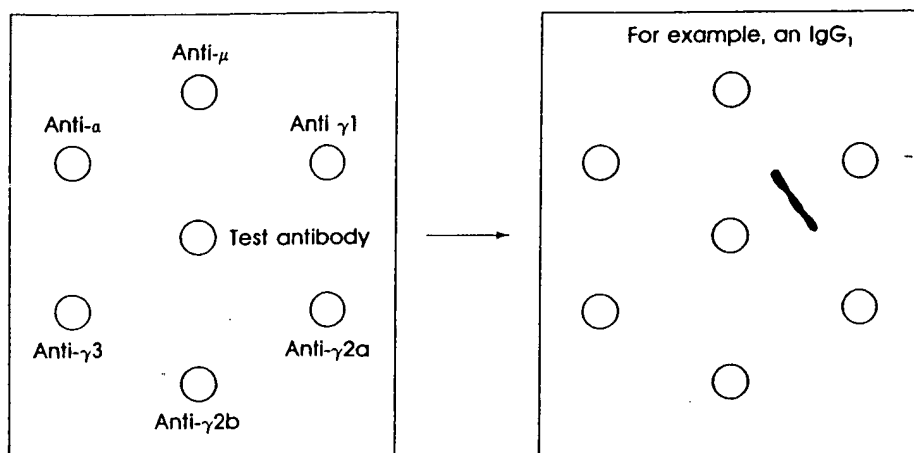 Anti-μ
Anti-α
Anti γ1
Test antibody
Anti-γ3
Anti-γ2a
Anti-γ2b
For example, an IgG₁